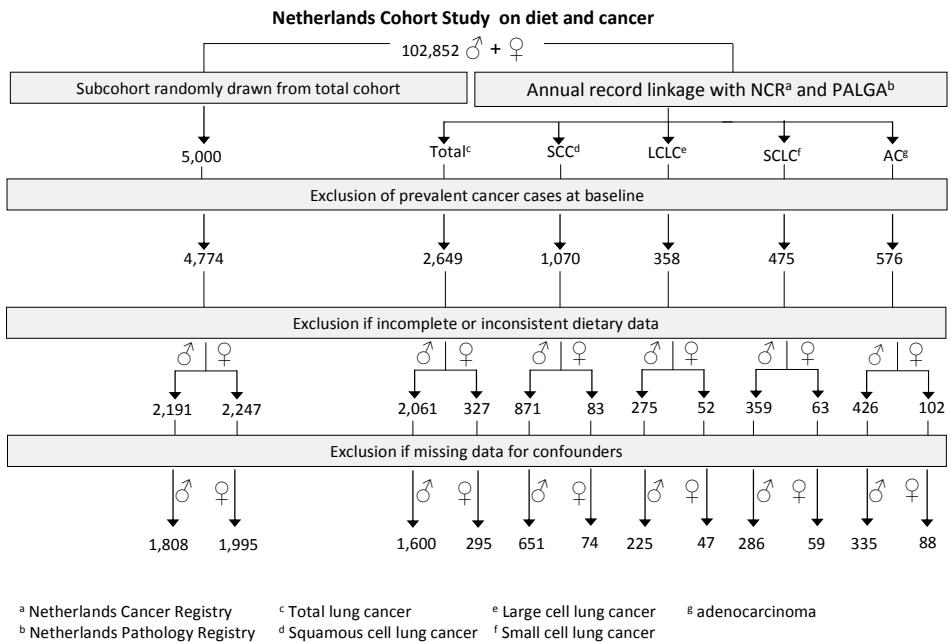 Netherlands Cohort Study on diet and cancer
102,852 ♂ + ♀
Subcohort randomly drawn from total cohort
Annual record linkage with NCRᵃ and PALGAᵇ
5,000 Totalᶜ SCCᵈ LCLCᵉ SCLCᶠ ACᵍ
Exclusion of prevalent cancer cases at baseline
4,774 2,649 1,070 358 475 576
Exclusion if incomplete or inconsistent dietary data
♂ ♀ ♂ ♀ ♂ ♀ ♂ ♀ ♂ ♀ ♂ ♀
2,191 2,247 2,061 327 871 83 275 52 359 63 426 102
Exclusion if missing data for confounders
♂ ♀ ♂ ♀ ♂ ♀ ♂ ♀ ♂ ♀ ♂ ♀
1,808 1,995 1,600 295 651 74 225 47 286 59 335 88
ᵃ Netherlands Cancer Registry ᶜ Total lung cancer ᵉ Large cell lung cancer ᵍ adenocarcinoma
ᵇ Netherlands Pathology Registry ᵈ Squamous cell lung cancer ᶠ Small cell lung cancer